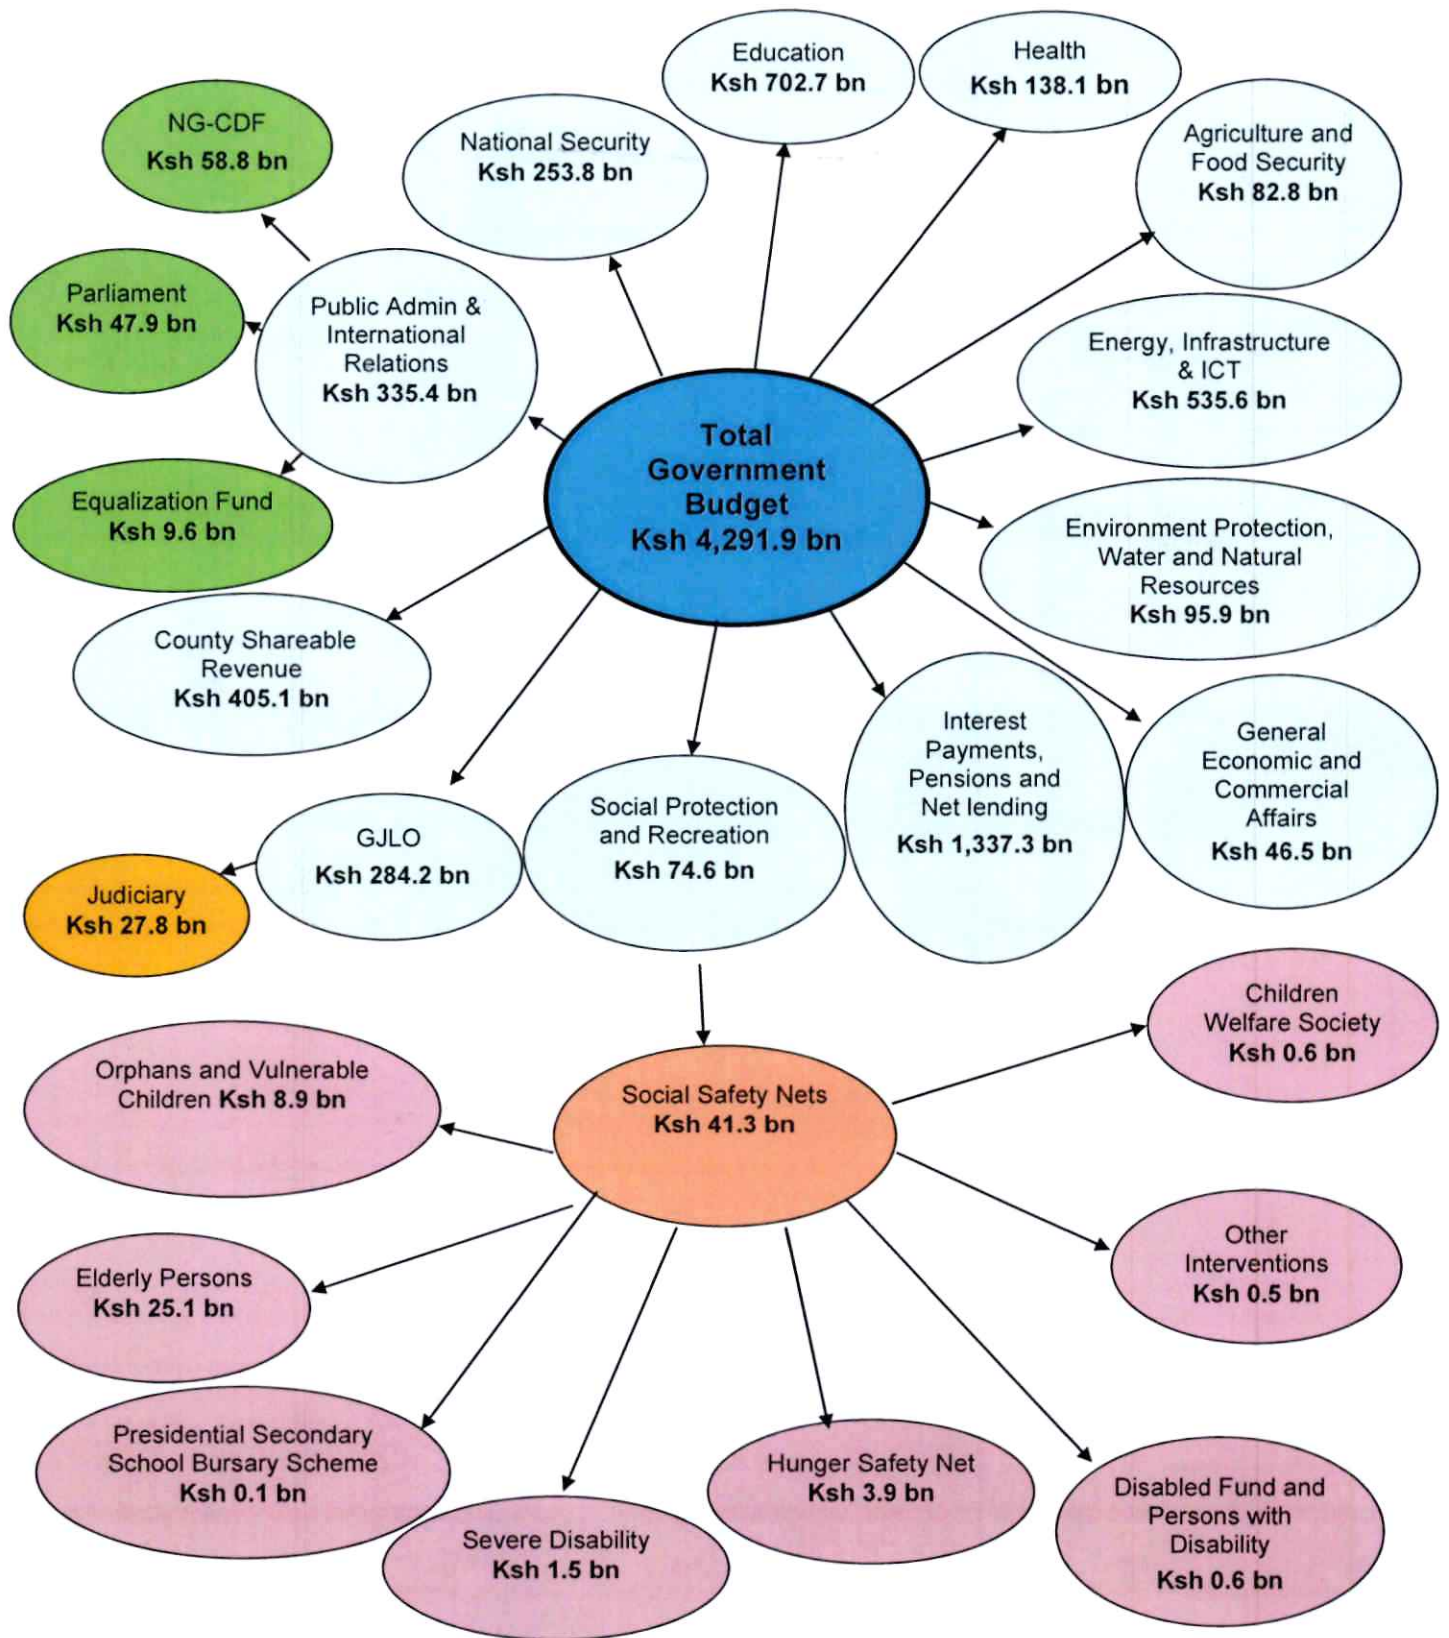 Education
Ksh 702.7 bn
Health
Ksh 138.1 bn
NG-CDF
Ksh 58.8 bn
National Security
Ksh 253.8 bn
Agriculture and
Food Security
Ksh 82.8 bn
Parliament
Ksh 47.9 bn
Public Admin &
International
Relations
Ksh 335.4 bn
Energy, Infrastructure
& ICT
Ksh 535.6 bn
Total
Government
Budget
Ksh 4,291.9 bn
Equalization Fund
Ksh 9.6 bn
Environment Protection,
Water and Natural
Resources
Ksh 95.9 bn
County Shareable
Revenue
Ksh 405.1 bn
Interest
Payments,
Pensions and
Net lending
Ksh 1,337.3 bn
General
Economic and
Commercial
Affairs
Ksh 46.5 bn
Social Protection
and Recreation
Ksh 74.6 bn
GJLO
Ksh 284.2 bn
Judiciary
Ksh 27.8 bn
Children
Welfare Society
Ksh 0.6 bn
Orphans and Vulnerable
Children Ksh 8.9 bn
Social Safety Nets
Ksh 41.3 bn
Other
Interventions
Ksh 0.5 bn
Elderly Persons
Ksh 25.1 bn
Presidential Secondary
School Bursary Scheme
Ksh 0.1 bn
Hunger Safety Net
Ksh 3.9 bn
Disabled Fund and
Persons with
Disability
Ksh 0.6 bn
Severe Disability
Ksh 1.5 bn